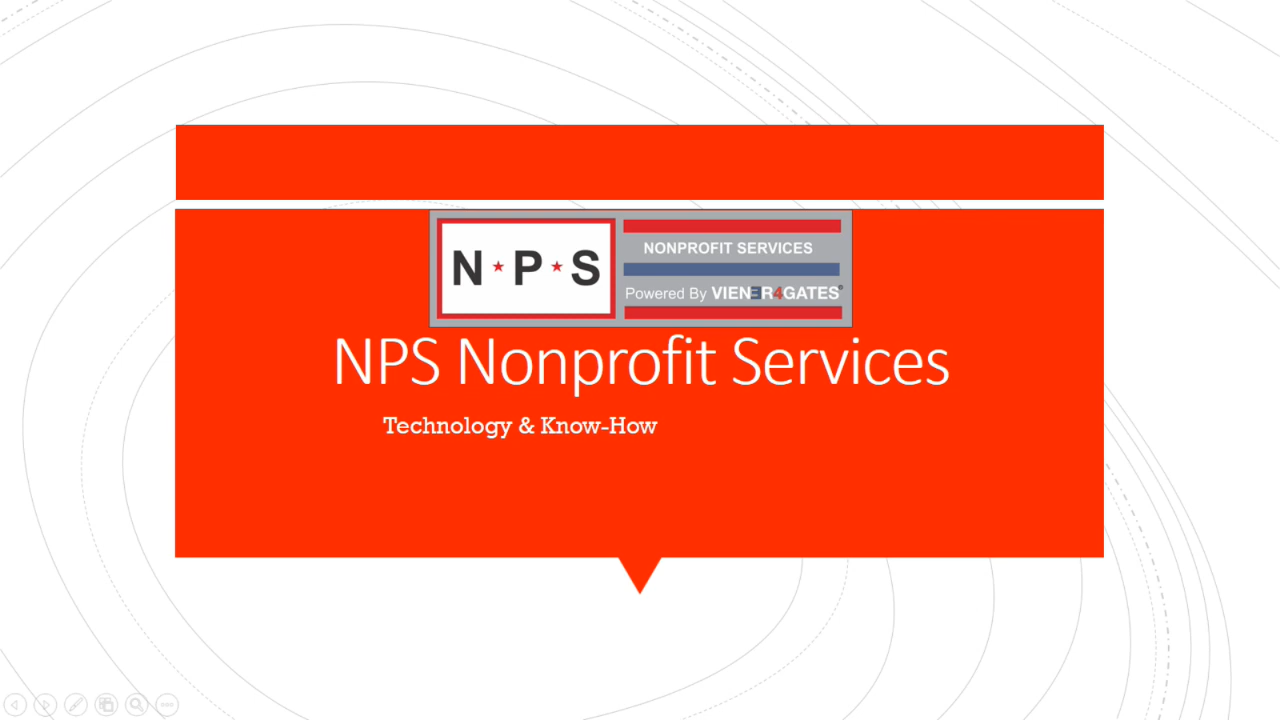 N★P★S
NONPROFIT SERVICES
Powered By VIENER4GATES®
NPS Nonprofit Services
Technology & Know-How